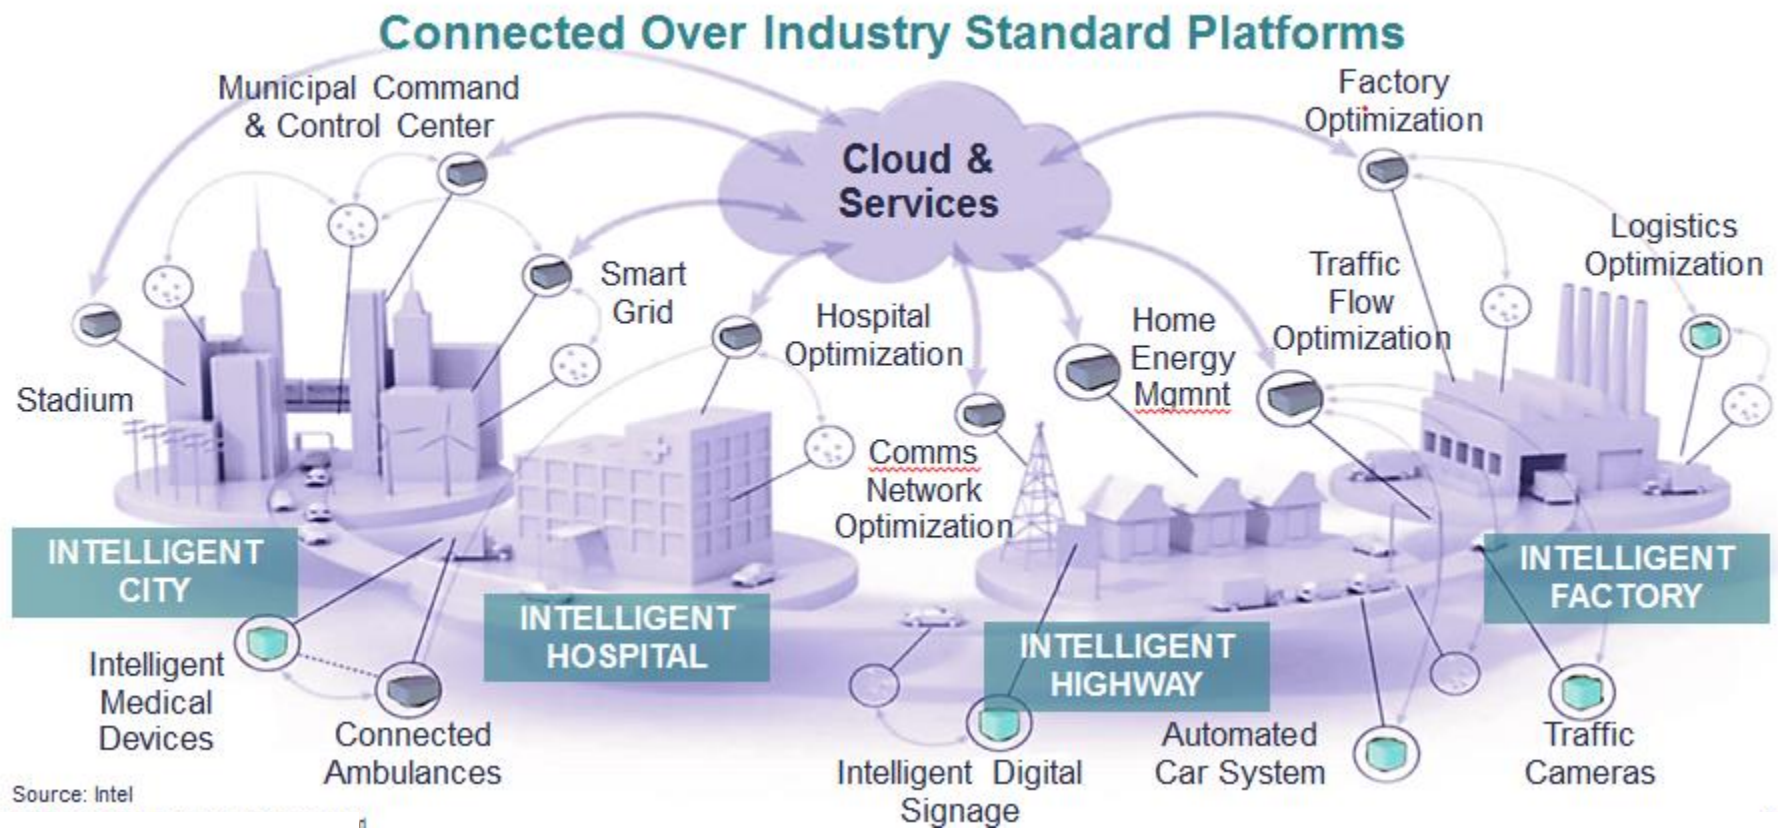 Connected Over Industry Standard Platforms
Municipal Command
& Control Center
Cloud &
Services
Factory
Optimization
Logistics
Optimization
Smart
Grid
Traffic
Flow
Optimization
Hospital
Optimization
Home
Energy
Mgmnt
Stadium
Comms
Network
Optimization
INTELLIGENT
CITY
INTELLIGENT
HOSPITAL
INTELLIGENT
HIGHWAY
INTELLIGENT
FACTORY
Intelligent
Medical
Devices
Connected
Ambulances
Intelligent Digital
Signage
Automated
Car System
Traffic
Cameras
Source: Intel